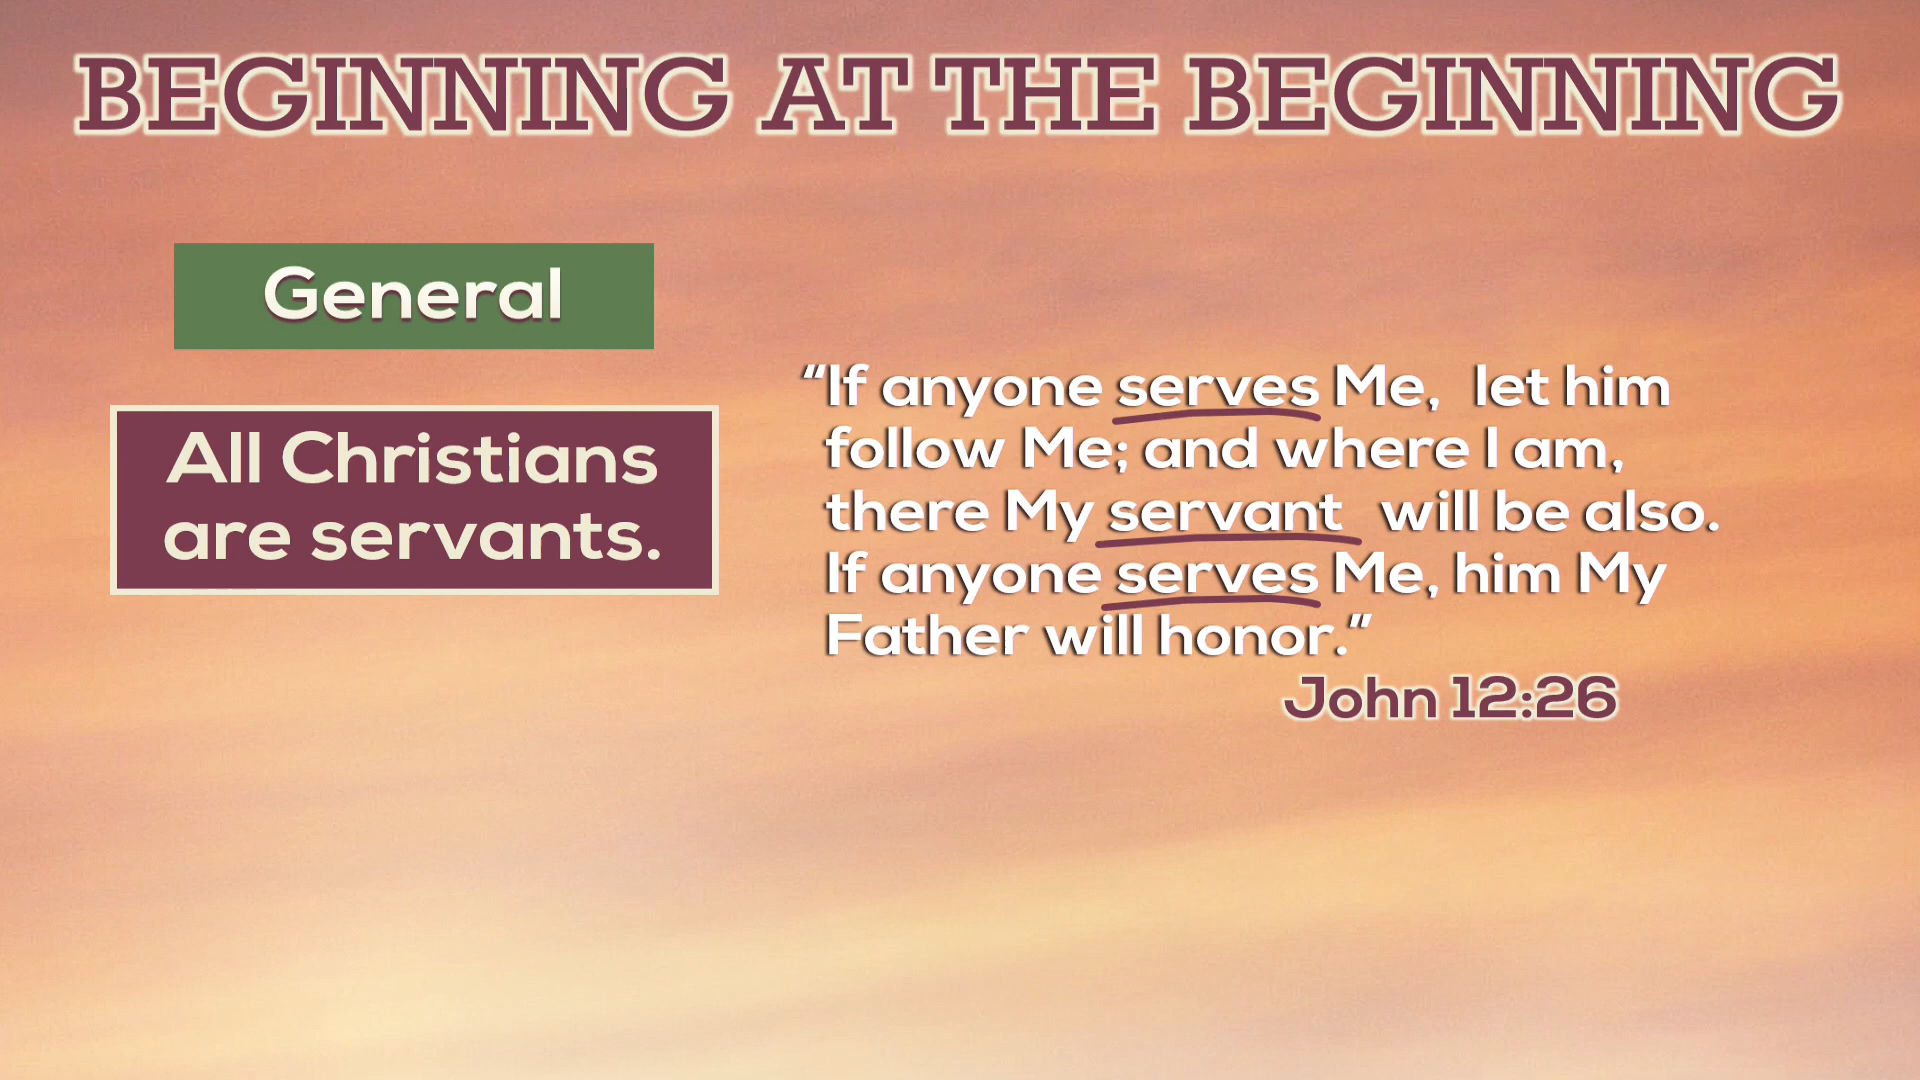 BEGINNING AT THE BEGINNING
General
All Christians
are servants.
“If anyone serves Me, let him
follow Me; and where I am,
there My servant will be also.
If anyone serves Me, him My
Father will honor.”
John 12:26